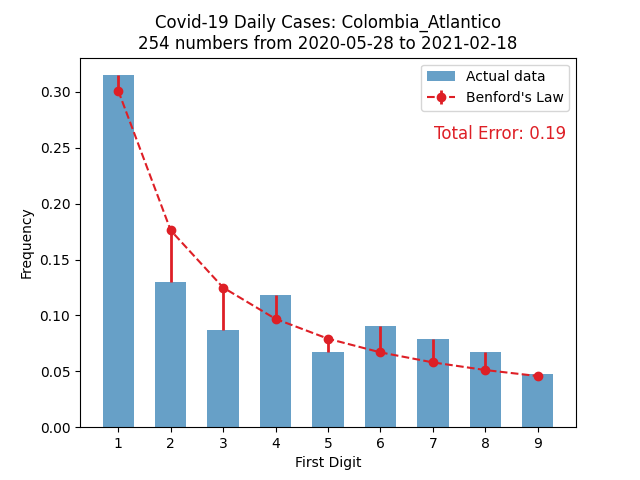 Covid-19 Daily Cases: Colombia_Atlantico
254 numbers from 2020-05-28 to 2021-02-18
Actual data
Benford's Law
Total Error: 0.19
Frequency
0.30
0.25
0.20
0.15
0.10
0.05
0.00
1 2 3 4 5 6 7 8 9
First Digit